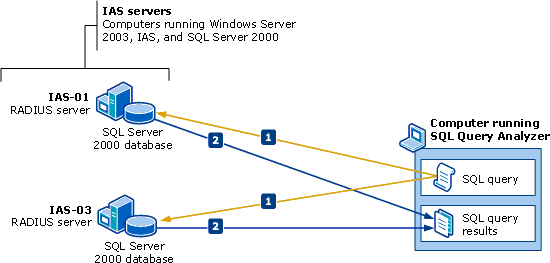 IAS servers
Computers running Windows Server
2003, IAS, and SQL Server 2000
IAS-01
RADIUS server
SQL Server
2000 database
1
2
Computer running
SQL Query Analyzer
SQL query
SQL query
results
IAS-03
RADIUS server
SQL Server
2000 database
1
2